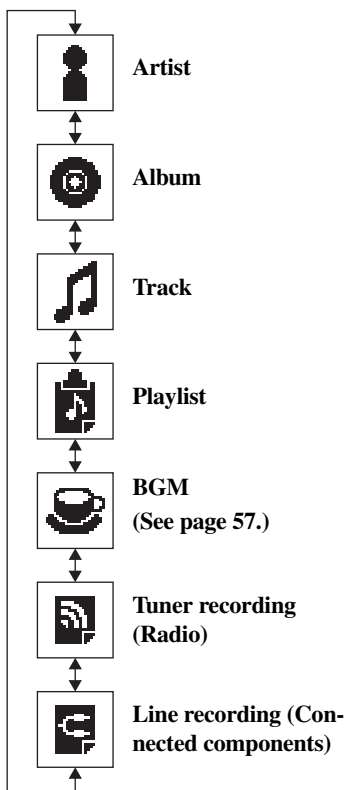 Artist
Album
Track
Playlist
BGM
(See page 57.)
Tuner recording
(Radio)
Line recording (Con-
nected components)